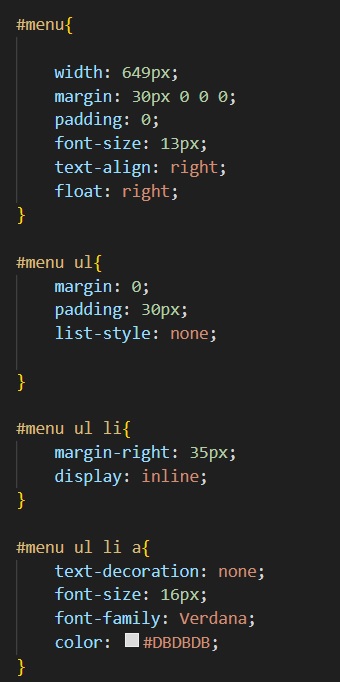 #menu{
width: 649px;
margin: 30px 0 0 0;
padding: 0;
font-size: 13px;
text-align: right;
float: right;
}
#menu ul{
margin: 0;
padding: 30px;
list-style: none;
}
#menu ul li{
margin-right: 35px;
display: inline;
}
#menu ul li a{
text-decoration: none;
font-size: 16px;
font-family: Verdana;
color: #DBDBDB;
}